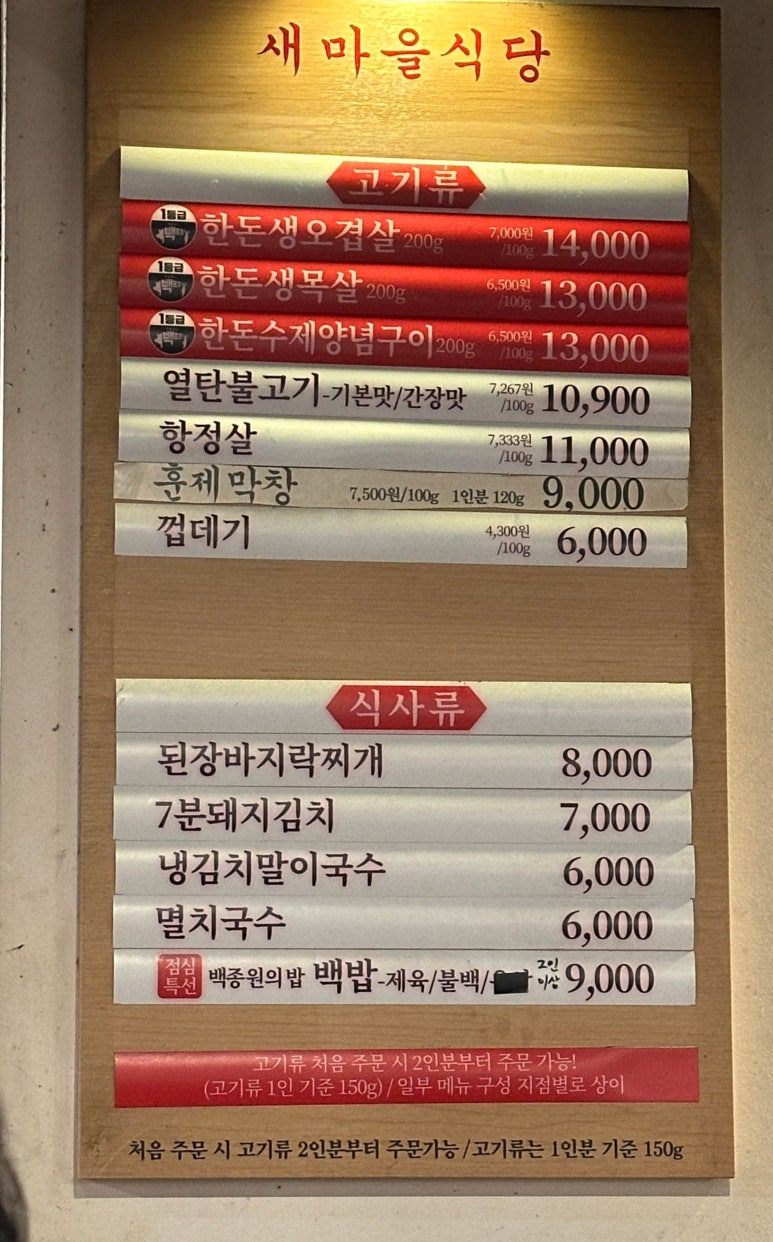 새마을식당
고기류
1등급 한돈생오겹살 200g 7,000원/100g 14,000
1등급 한돈생목살 200g 6,500원/100g 13,000
1등급 한돈수제양념구이 200g 6,500원/100g 13,000
열탄불고기-기본맛/간장맛 7,267원/100g 10,900
항정살 7,333원/100g 11,000
훈제막창 7,500원/100g 1인분 120g 9,000
껍데기 4,300원/100g 6,000
식사류
된장바지락찌개 8,000
7분돼지김치 7,000
냉김치말이국수 6,000
멸치국수 6,000
점심특선 백종원의밥 백밥-제육/불백/ 2인이상 9,000
고기류 처음 주문 시 2인분부터 주문 가능!
(고기류 1인 기준 150g) / 일부 메뉴 구성 지점별로 상이
처음 주문 시 고기류 2인분부터 주문가능 /고기류는 1인분 기준 150g